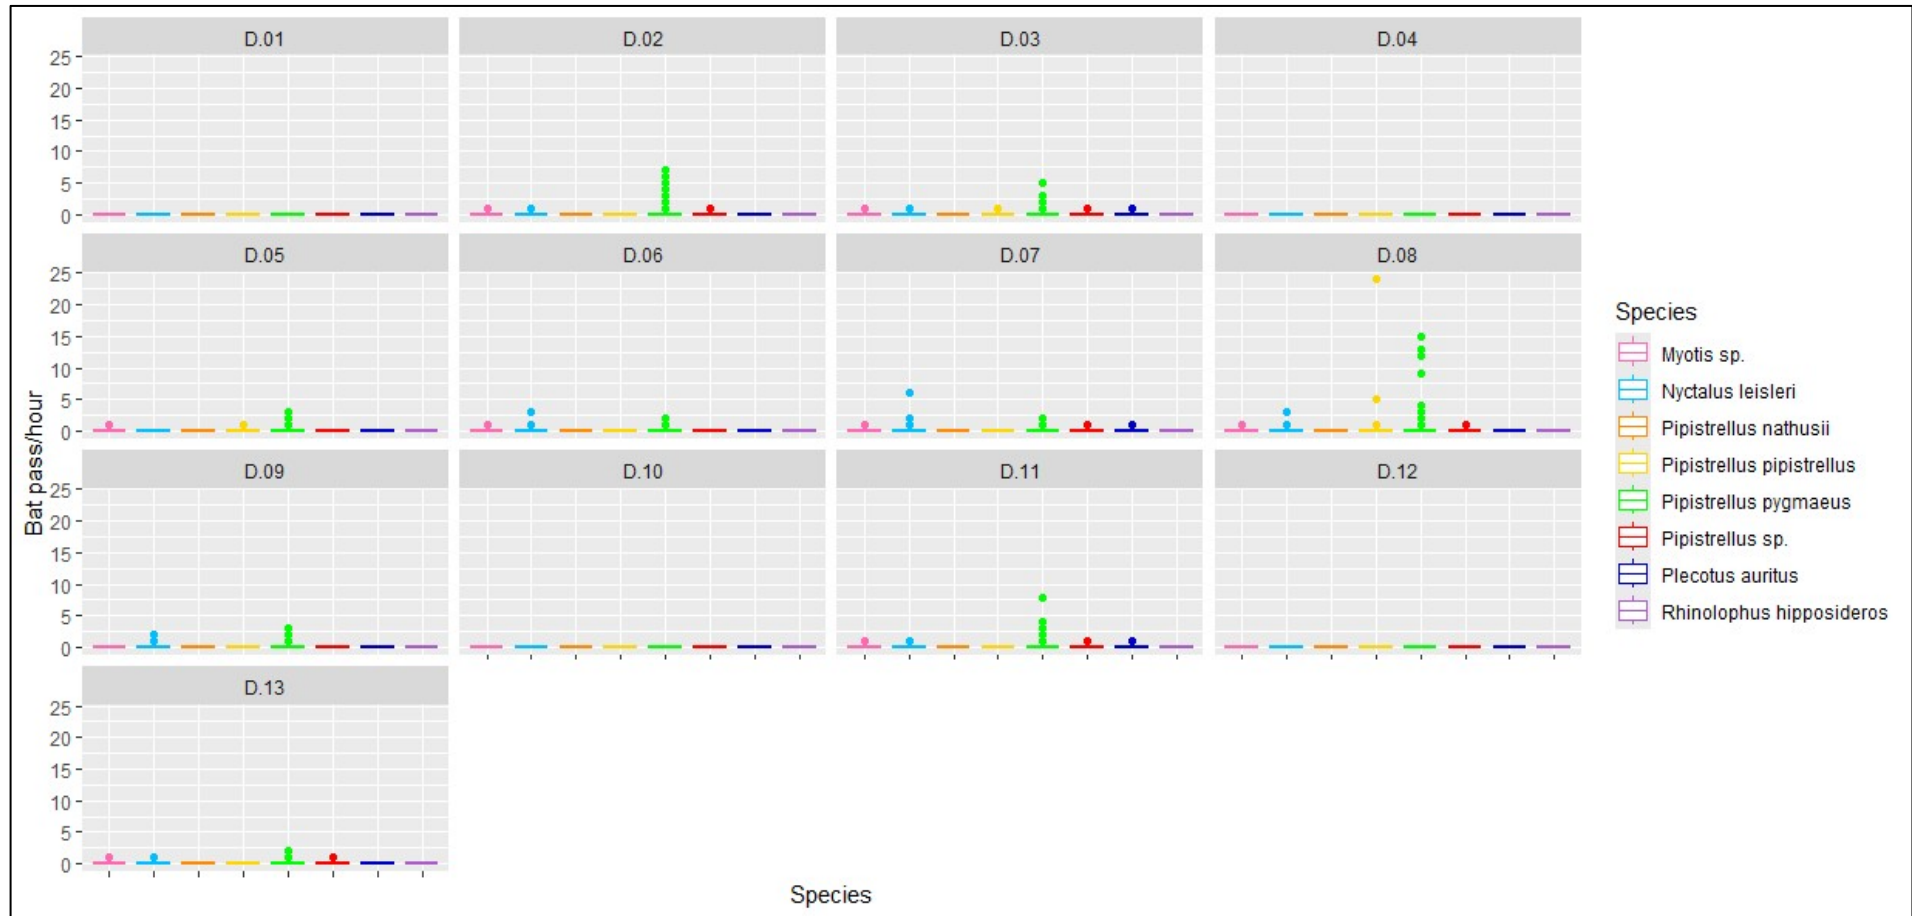 D.01 D.02 D.03 D.04
25
20
15
10
5
0
D.05 D.06 D.07 D.08
25
20
15
10
5
0
D.09 D.10 D.11 D.12
25
20
15
10
5
0
D.13
25
20
15
10
5
0
Bat pass/hour
Species
Species
Myotis sp.
Nyctalus leisleri
Pipistrellus nathusii
Pipistrellus pipistrellus
Pipistrellus pygmaeus
Pipistrellus sp.
Plecotus auritus
Rhinolophus hipposideros